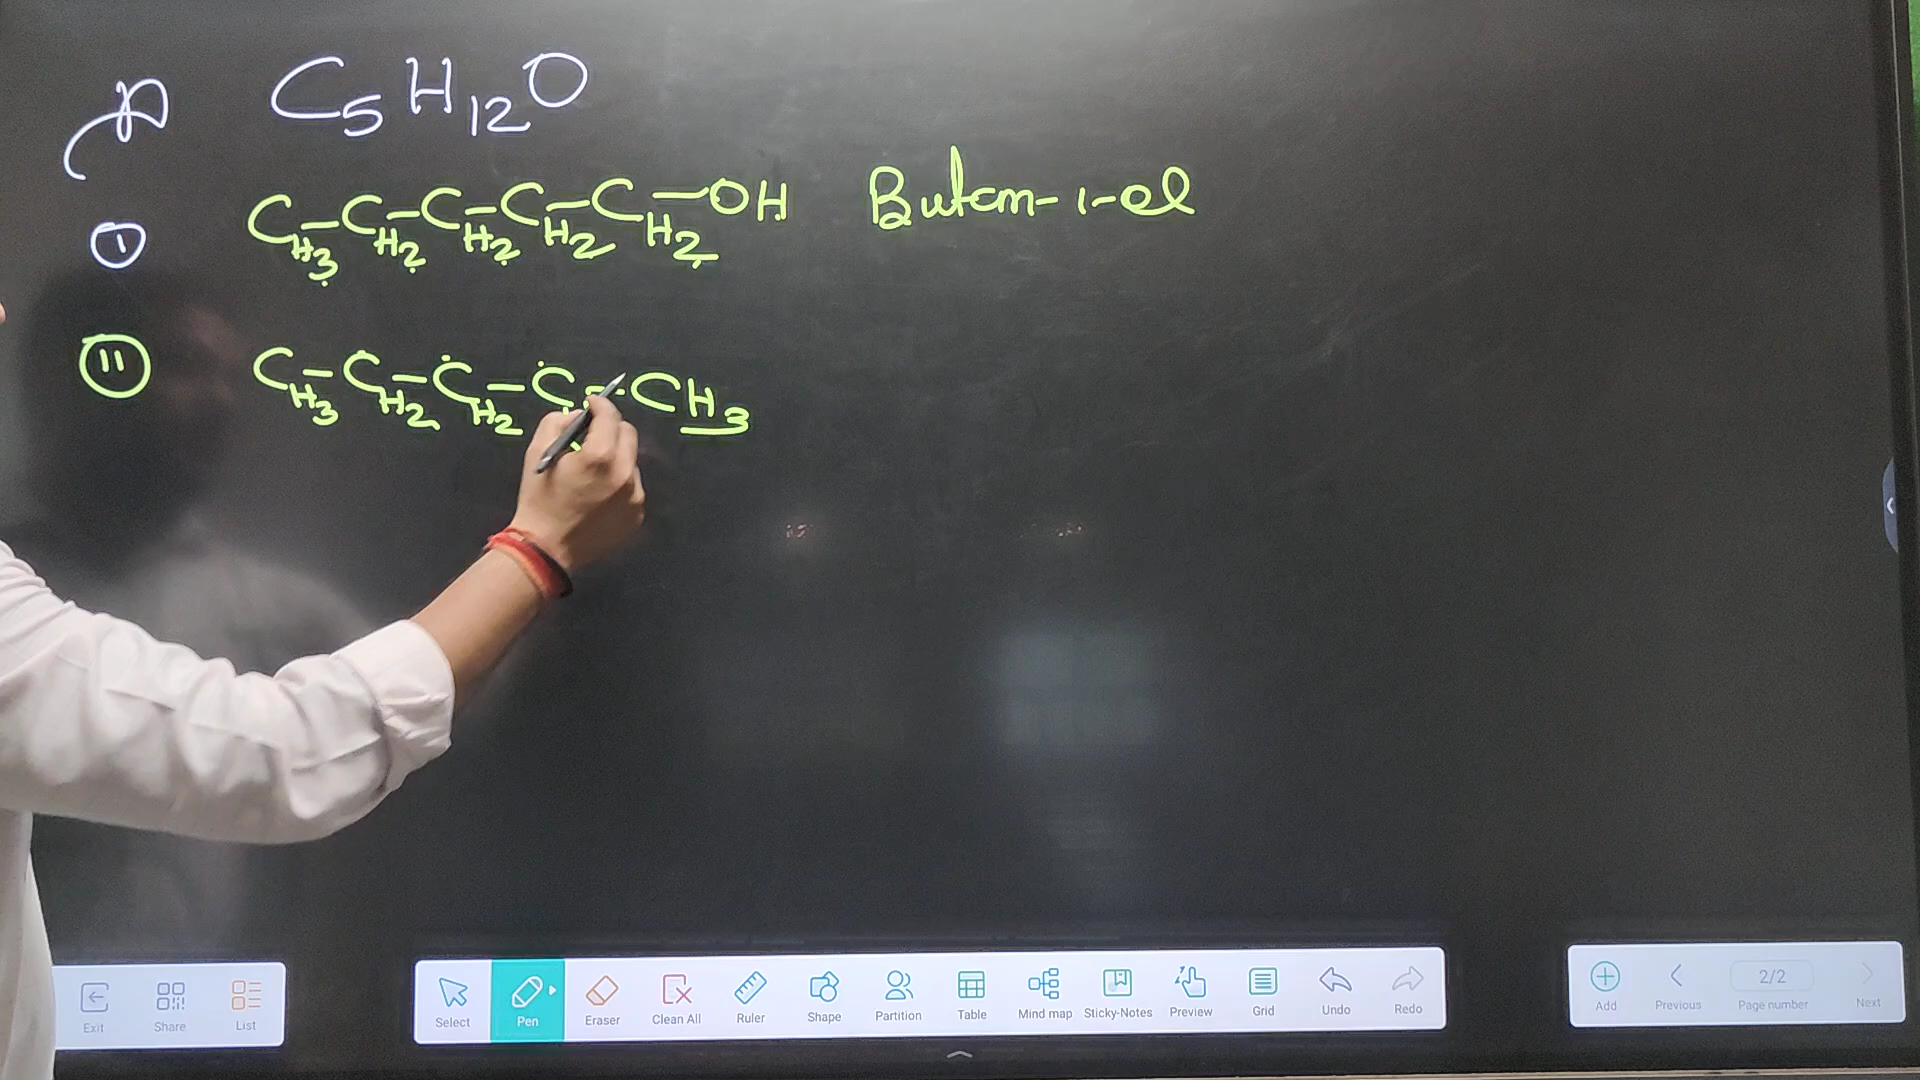 C5H12O
① CH3-CH2-CH2-CH2-CH2-OH Butan-1-ol
⑪ CH3-CH2-CH2-C-CH3
Exit Share List Select Pen Eraser Clean All Ruler Shape Partition Table Mind map Sticky-Notes Preview Grid Undo Redo Add Previous 2/2 Page number Next